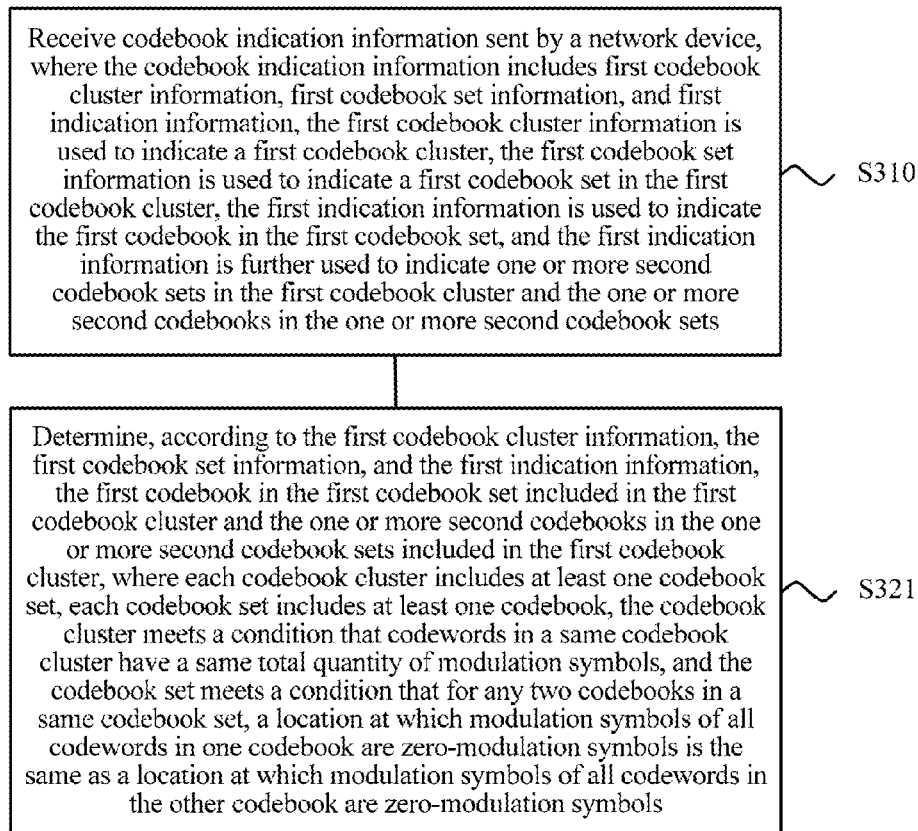 Receive codebook indication information sent by a network device,
where the codebook indication information includes first codebook
cluster information, first codebook set information, and first
indication information, the first codebook cluster information is
used to indicate a first codebook cluster, the first codebook set
information is used to indicate a first codebook set in the first
codebook cluster, the first indication information is used to indicate
the first codebook in the first codebook set, and the first indication
information is further used to indicate one or more second
codebook sets in the first codebook cluster and the one or more
second codebooks in the one or more second codebook sets
S310
Determine, according to the first codebook cluster information, the
first codebook set information, and the first indication information,
the first codebook in the first codebook set included in the first
codebook cluster and the one or more second codebooks in the one
or more second codebook sets included in the first codebook
cluster, where each codebook cluster includes at least one codebook
set, each codebook set includes at least one codebook, the codebook
cluster meets a condition that codewords in a same codebook
cluster have a same total quantity of modulation symbols, and the
codebook set meets a condition that for any two codebooks in a
same codebook set, a location at which modulation symbols of all
codewords in one codebook are zero-modulation symbols is the
same as a location at which modulation symbols of all codewords in
the other codebook are zero-modulation symbols
S321